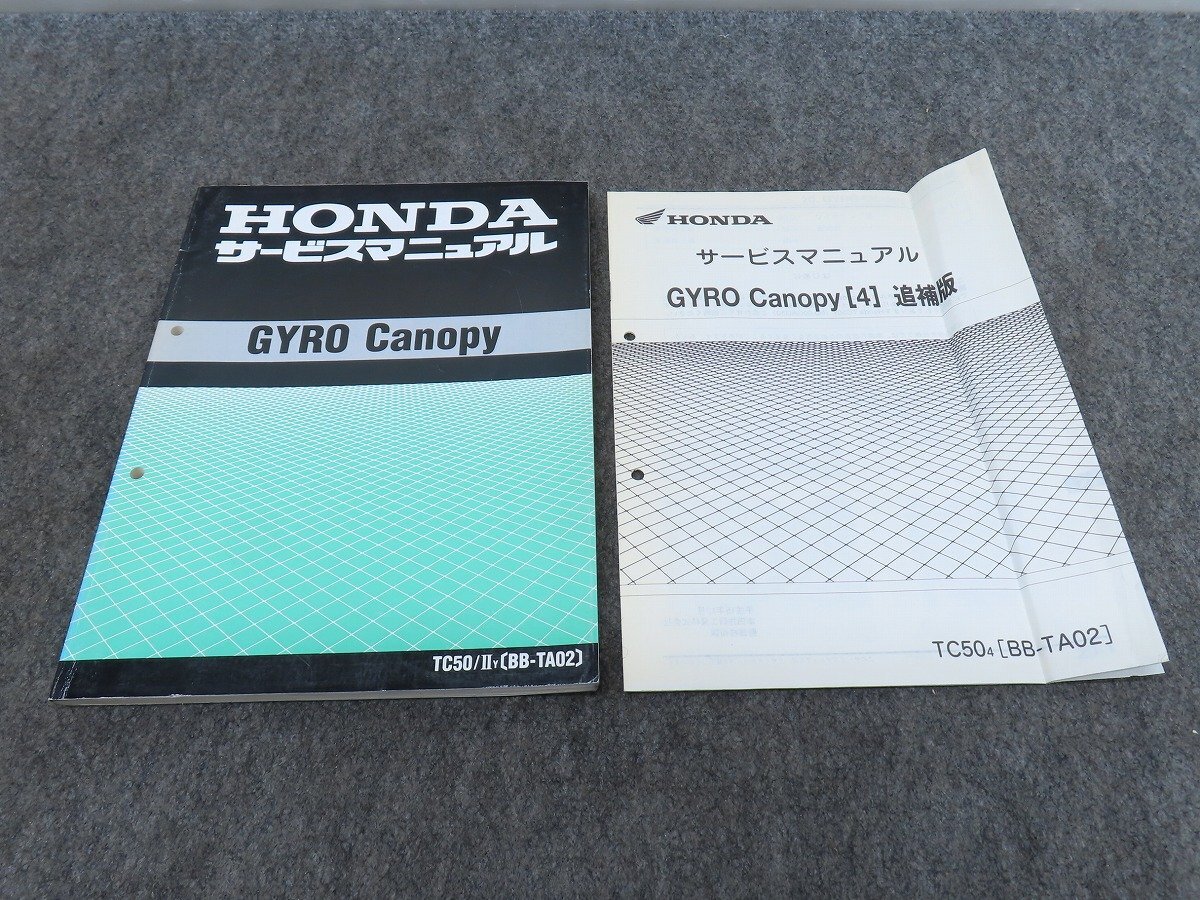 HONDA
サービスマニュアル
GYRO Canopy
TC50/IIY〔BB-TA02〕
HONDA
サービスマニュアル
GYRO Canopy [4] 追補版
TC504 [BB-TA02]